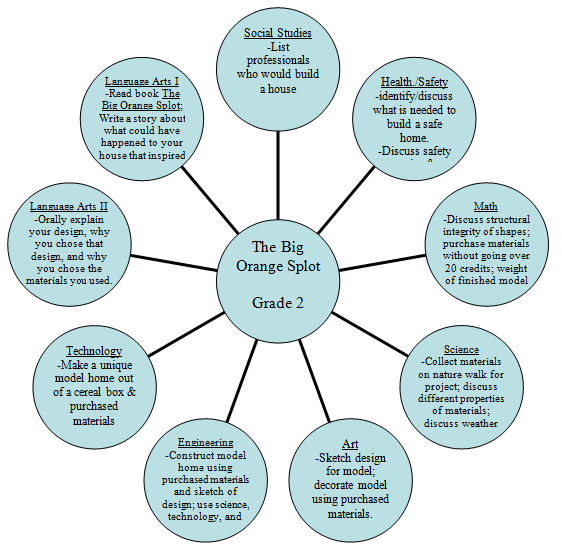 Social Studies
-List
professionals
who would build
a house
Language Arts I
-Read book The
Big Orange Splot;
Write a story about
what could have
happened to your
house that inspired
Health./Safety
-identify/discuss
what is needed to
build a safe
home.
-Discuss safety
Language Arts II
-Orally explain
your design, why
you chose that
design, and why
you chose the
materials you used.
The Big
Orange Splot
Grade 2
Math
-Discuss structural
integrity of shapes;
purchase materials
without going over
20 credits; weight
of finished model
Technology
-Make a unique
model home out
of a cereal box &
purchased
materials
Science
-Collect materials
on nature walk for
project; discuss
different properties
of materials;
discuss weather
Engineering
-Construct model
home using
purchased materials
and sketch of
design; use science,
technology, and
Art
-Sketch design
for model;
decorate model
using purchased
materials.